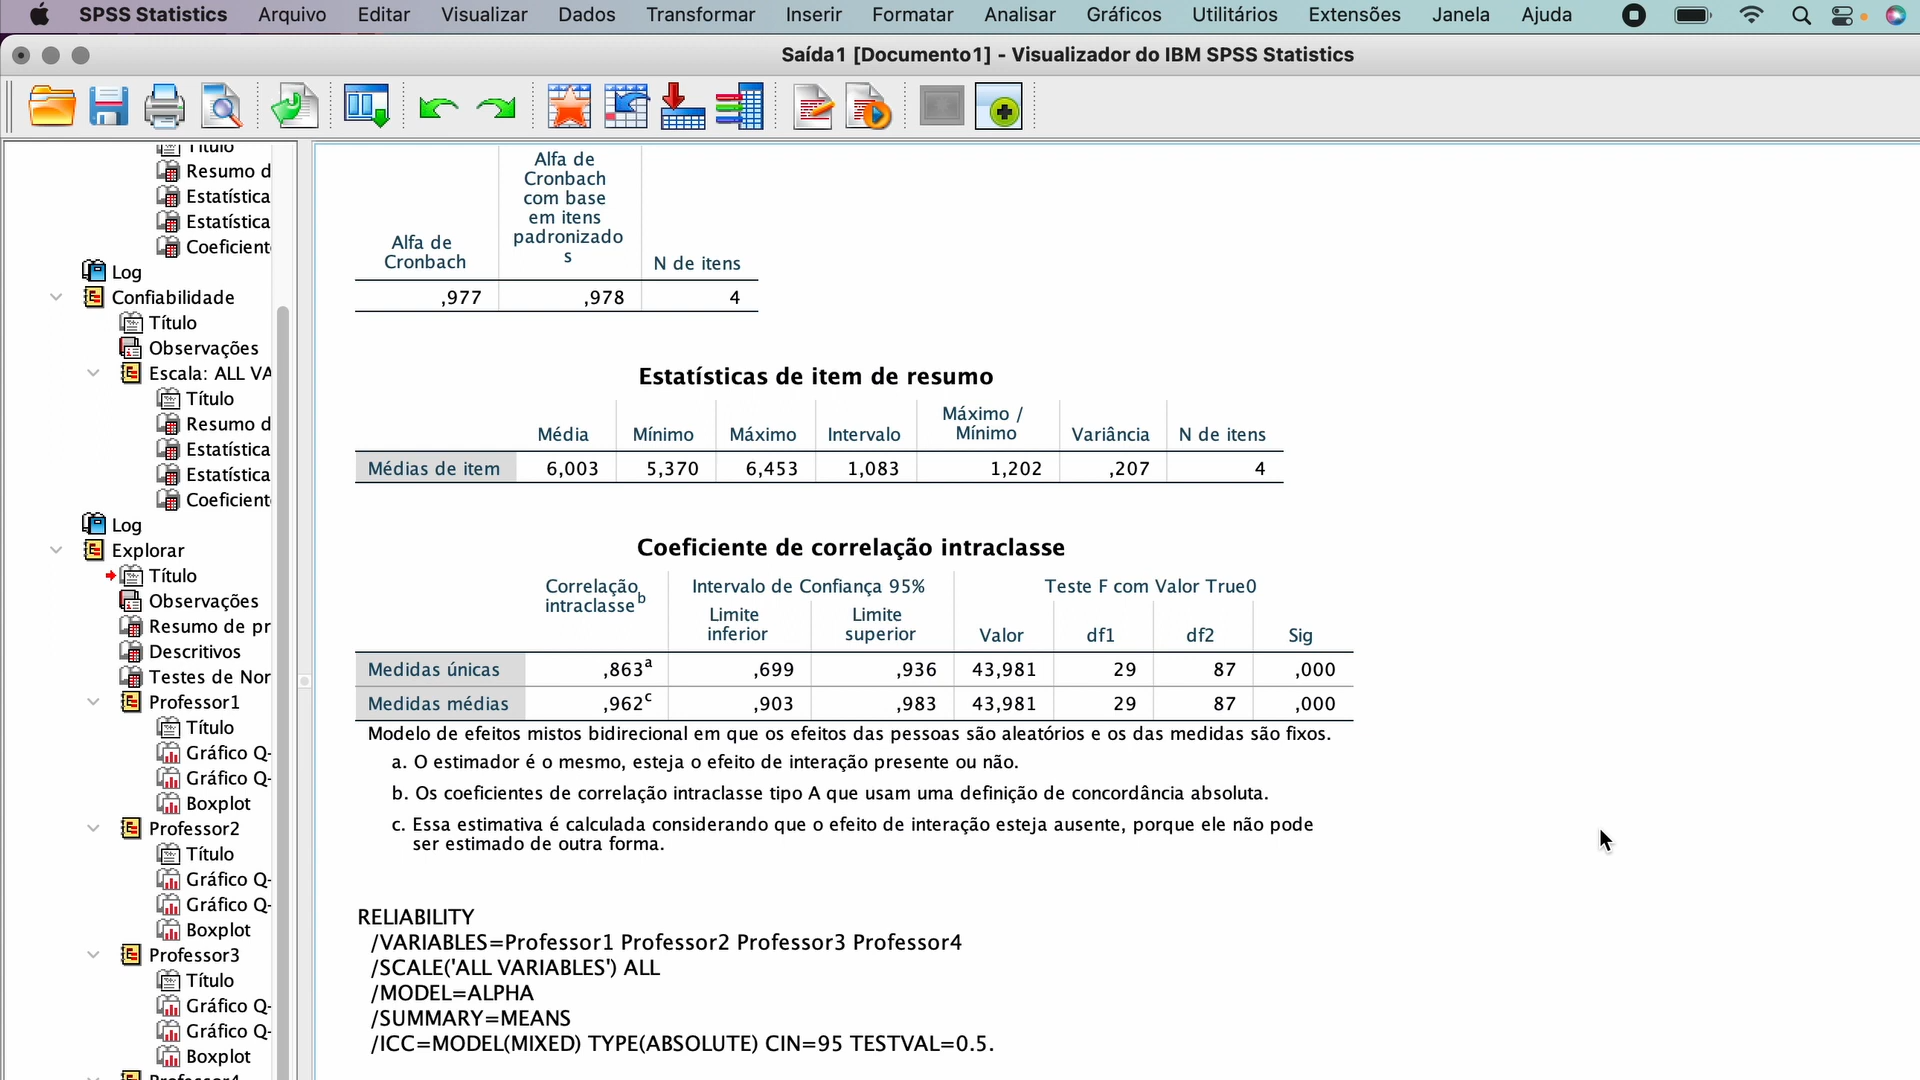 SPSS Statistics Arquivo Editar Visualizar Dados Transformar Inserir Formatar Analisar Gráficos Utilitários Extensões Janela Ajuda
Saída1 [Documento1] - Visualizador do IBM SPSS Statistics
Título
Resumo d
Estatística
Estatística
Coeficient
Log
Confiabilidade
Título
Observações
Escala: ALL VA
Título
Resumo d
Estatística
Estatística
Coeficient
Log
Explorar
Título
Observações
Resumo de pr
Descritivos
Testes de Nor
Professor1
Título
Gráfico Q-
Gráfico Q-
Boxplot
Professor2
Título
Gráfico Q-
Gráfico Q-
Boxplot
Professor3
Título
Gráfico Q-
Gráfico Q-
Boxplot
Professor4
Alfa de
Cronbach
Alfa de
Cronbach
com base
em itens
padronizado
s
N de itens
,977 ,978 4
Estatísticas de item de resumo
Média Mínimo Máximo Intervalo Máximo /
Mínimo Variância N de itens
Médias de item 6,003 5,370 6,453 1,083 1,202 ,207 4
Coeficiente de correlação intraclasse
Correlação
intraclasse b
Intervalo de Confiança 95% Teste F com Valor True0
Limite
inferior
Limite
superior
Valor df1 df2 Sig
Medidas únicas ,863a ,699 ,936 43,981 29 87 ,000
Medidas médias ,962c ,903 ,983 43,981 29 87 ,000
Modelo de efeitos mistos bidirecional em que os efeitos das pessoas são aleatórios e os das medidas são fixos.
a. O estimador é o mesmo, esteja o efeito de interação presente ou não.
b. Os coeficientes de correlação intraclasse tipo A que usam uma definição de concordância absoluta.
c. Essa estimativa é calculada considerando que o efeito de interação esteja ausente, porque ele não pode
ser estimado de outra forma.
RELIABILITY
/VARIABLES=Professor1 Professor2 Professor3 Professor4
/SCALE('ALL VARIABLES') ALL
/MODEL=ALPHA
/SUMMARY=MEANS
/ICC=MODEL(MIXED) TYPE(ABSOLUTE) CIN=95 TESTVAL=0.5.